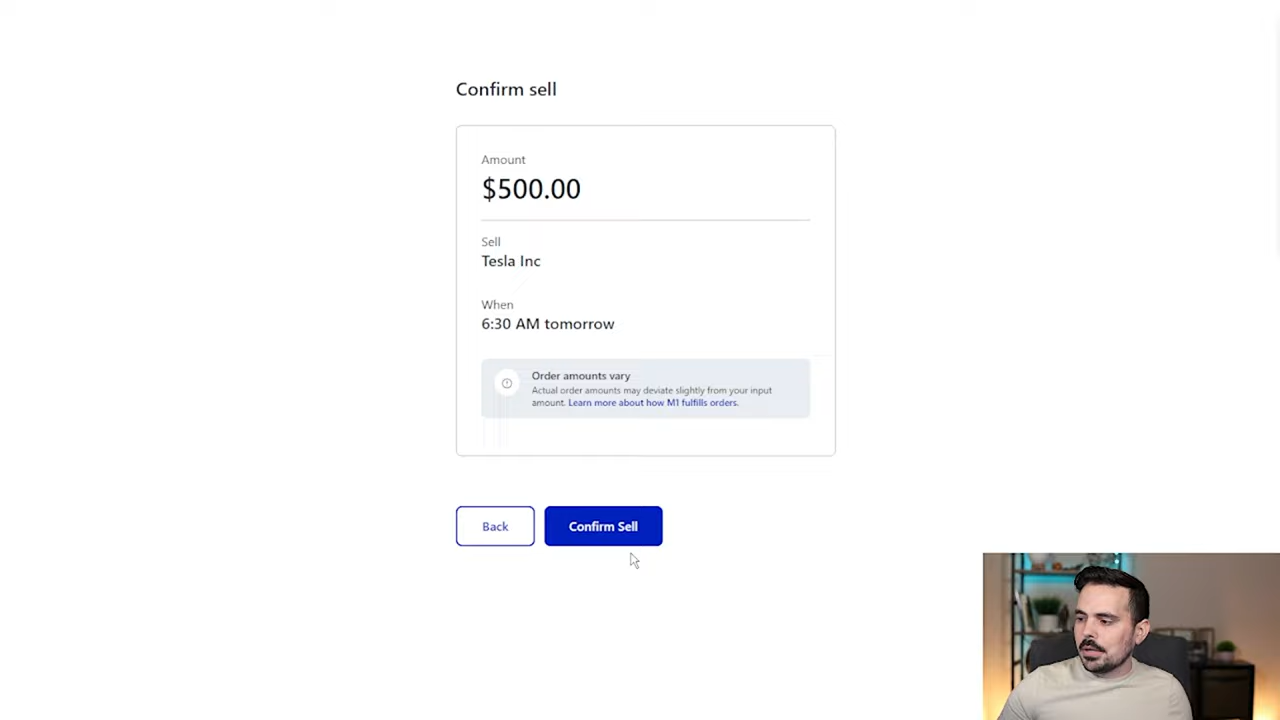 Confirm sell
Amount
$500.00
Sell
Tesla Inc
When
6:30 AM tomorrow
Order amounts vary
Actual order amounts may deviate slightly from your input
amount. Learn more about how M1 fulfills orders.
Back
Confirm Sell